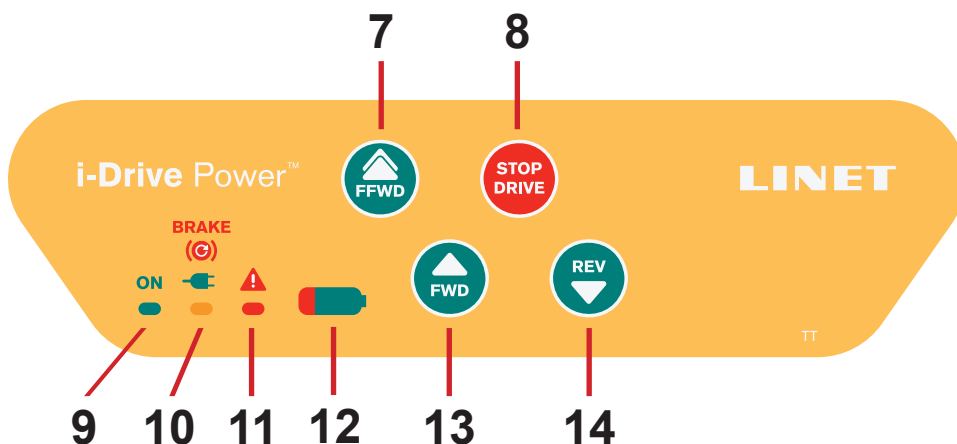 7 8
i-Drive Power™
FFWD
STOP
DRIVE
LINET
BRAKE
ON
FWD
REV
TT
9 10 11 12 13 14